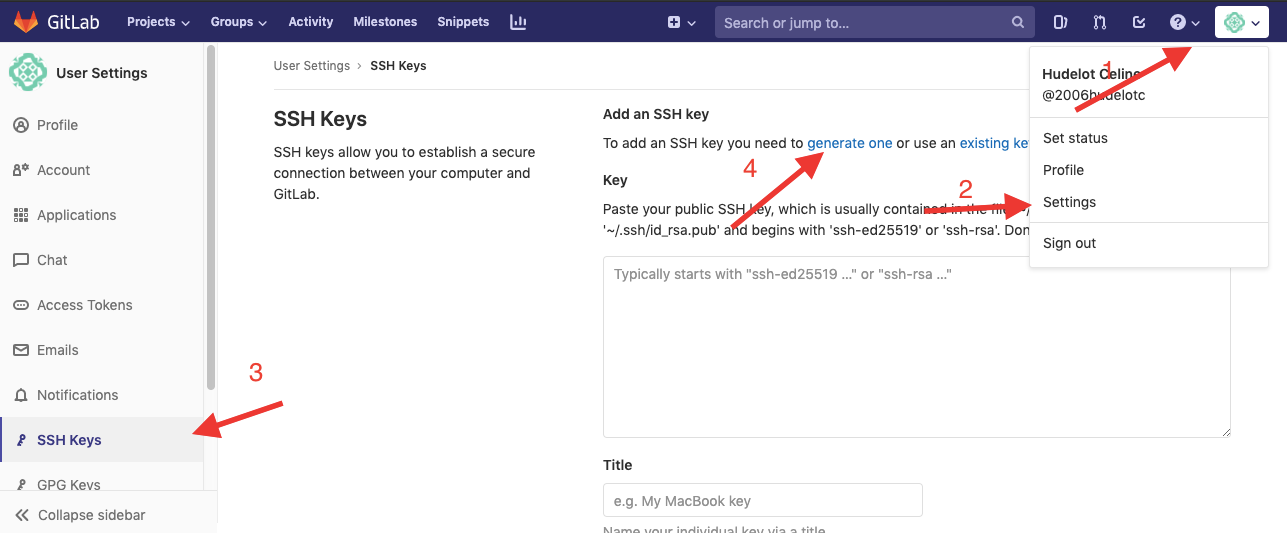 GitLab Projects Groups Activity Milestones Snippets Search or jump to...
User Settings
Profile
Account
Applications
Chat
Access Tokens
Emails
Notifications
SSH Keys
GPG Keys
Collapse sidebar
3
User Settings › SSH Keys
SSH Keys
SSH keys allow you to establish a secure
connection between your computer and
GitLab.
Add an SSH key
To add an SSH key you need to generate one or use an existing
4
Key
2
Paste your public SSH key, which is usually contained in the file
'~/.ssh/id_rsa.pub' and begins with 'ssh-ed25519' or 'ssh-rsa'.
Typically starts with "ssh-ed25519 …" or "ssh-rsa …"
Title
e.g. My MacBook key
Name your individual key via a title
1
Hudelot Celine
@2006hudelotc
Set status
Profile
Settings
Sign out